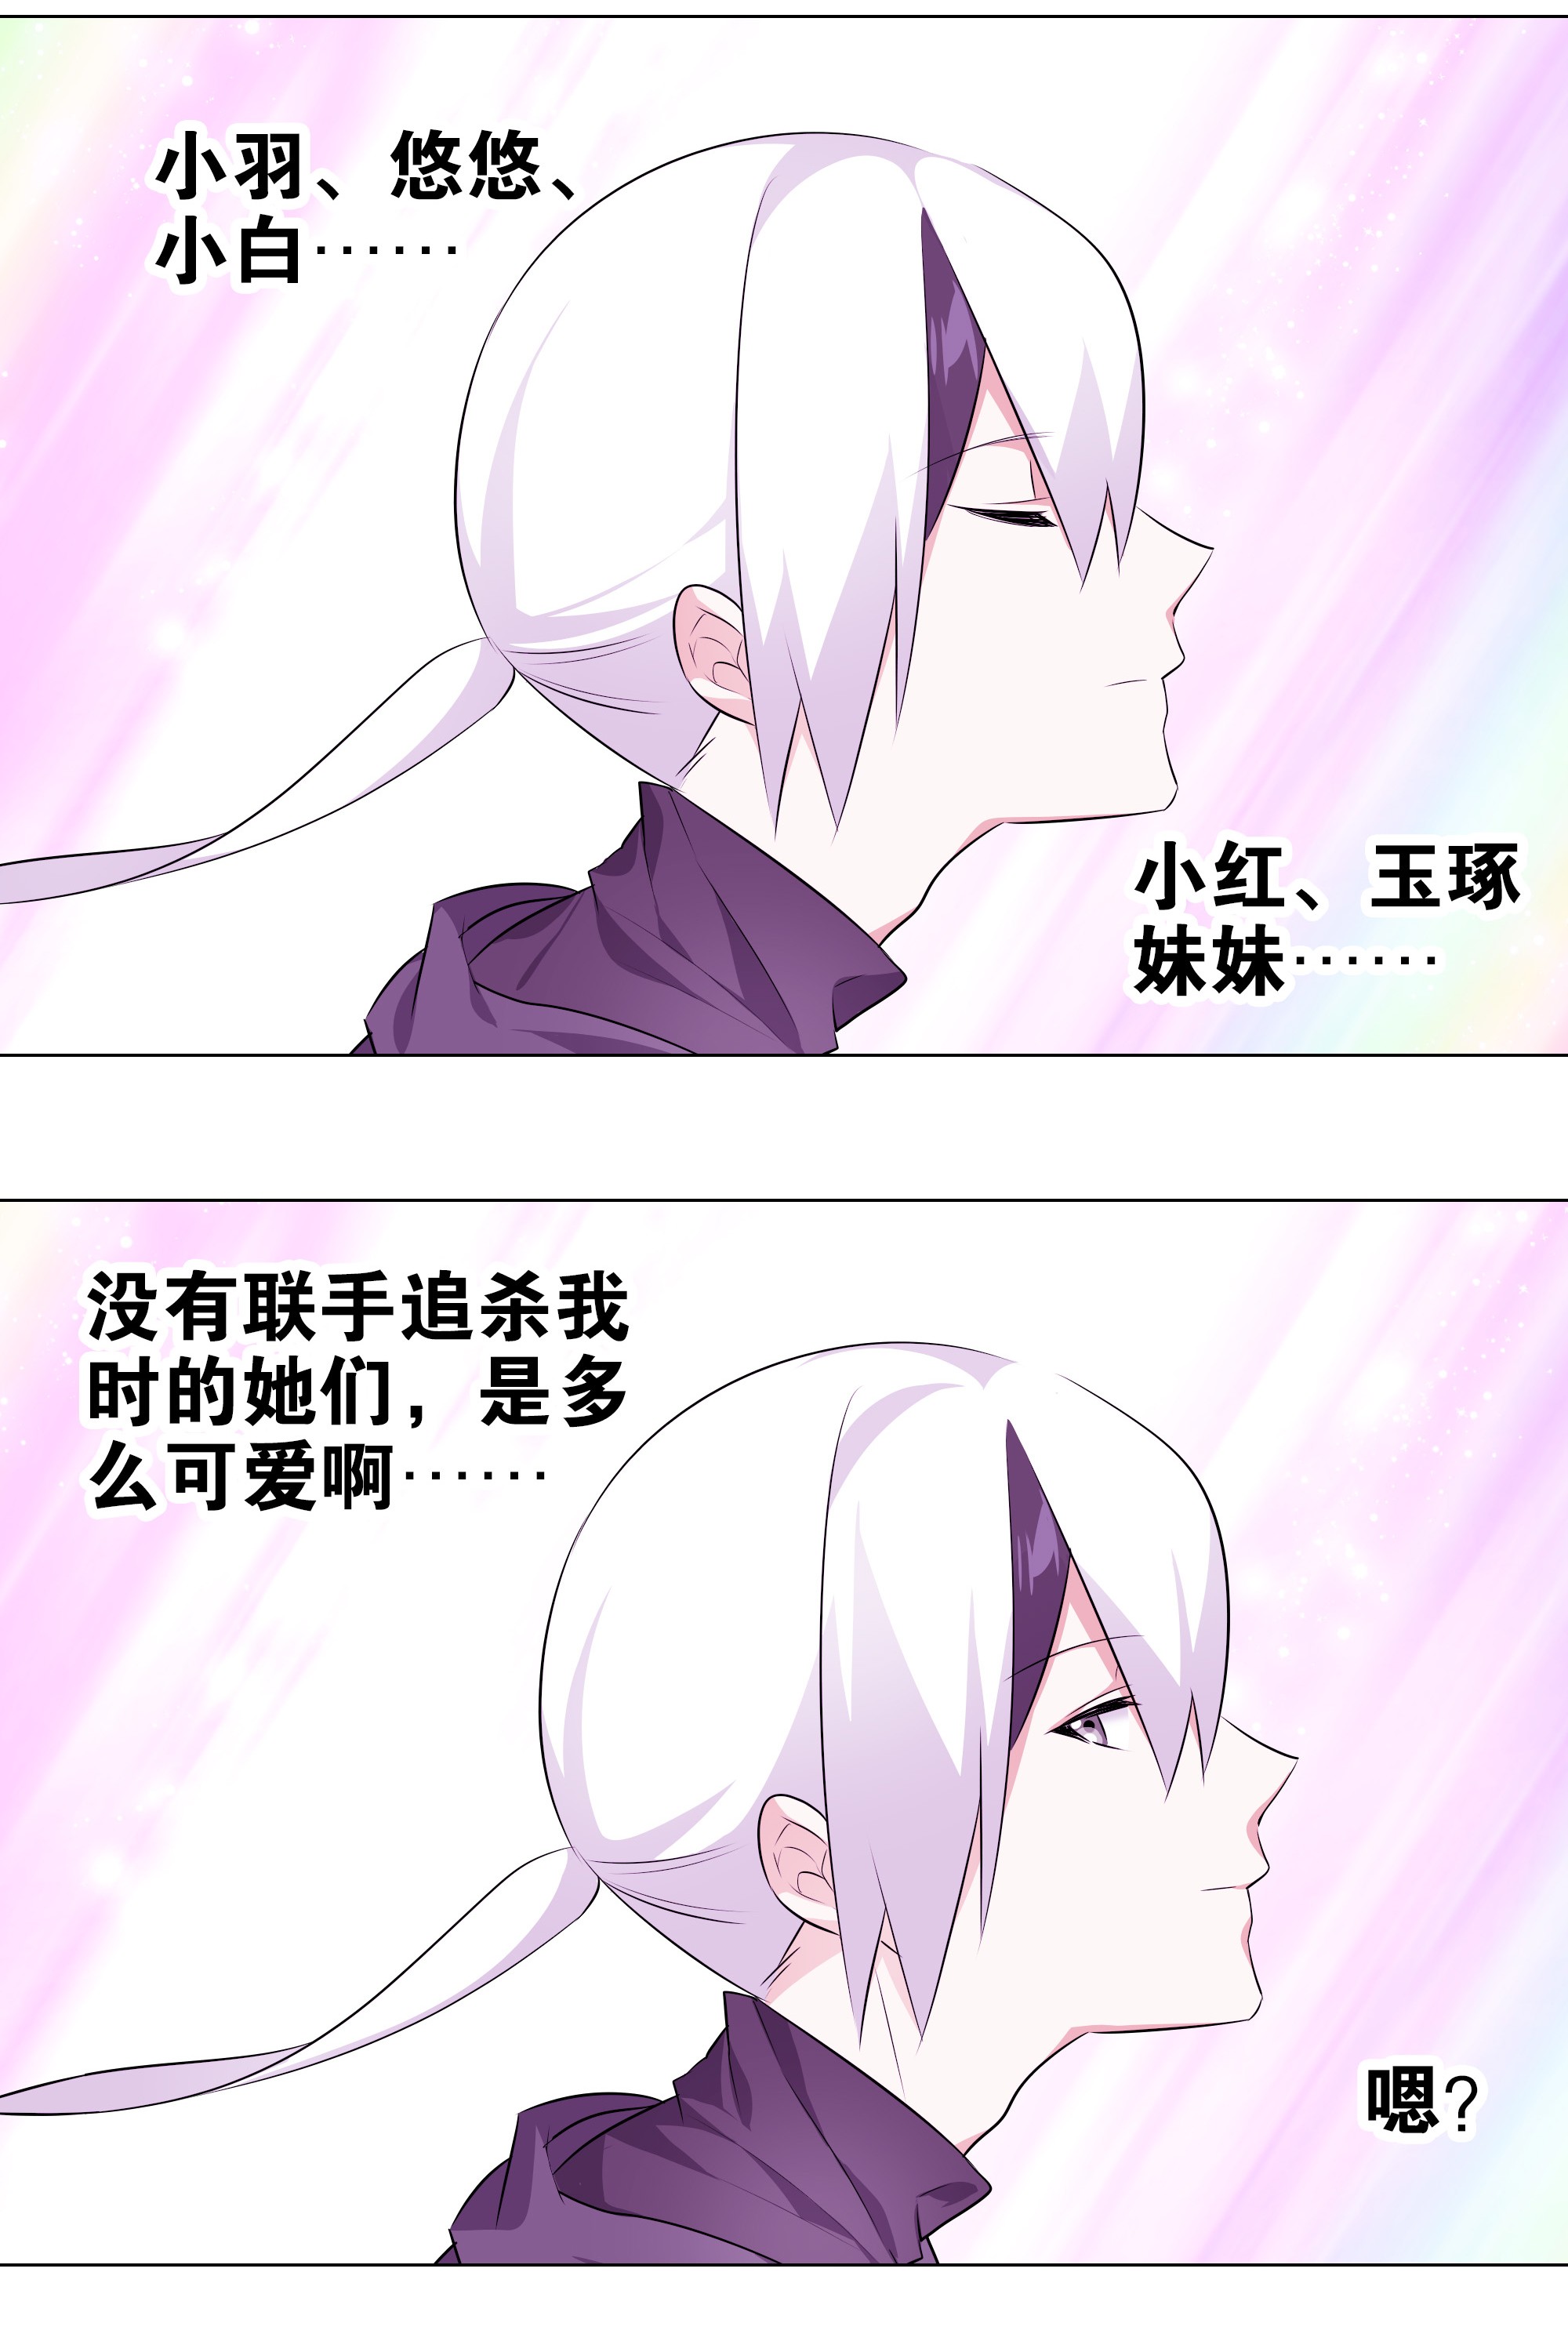 小羽、悠悠、
小白……
小红、玉琢
妹妹……
没有联手追杀我
时的她们，是多
么可爱啊……
嗯?